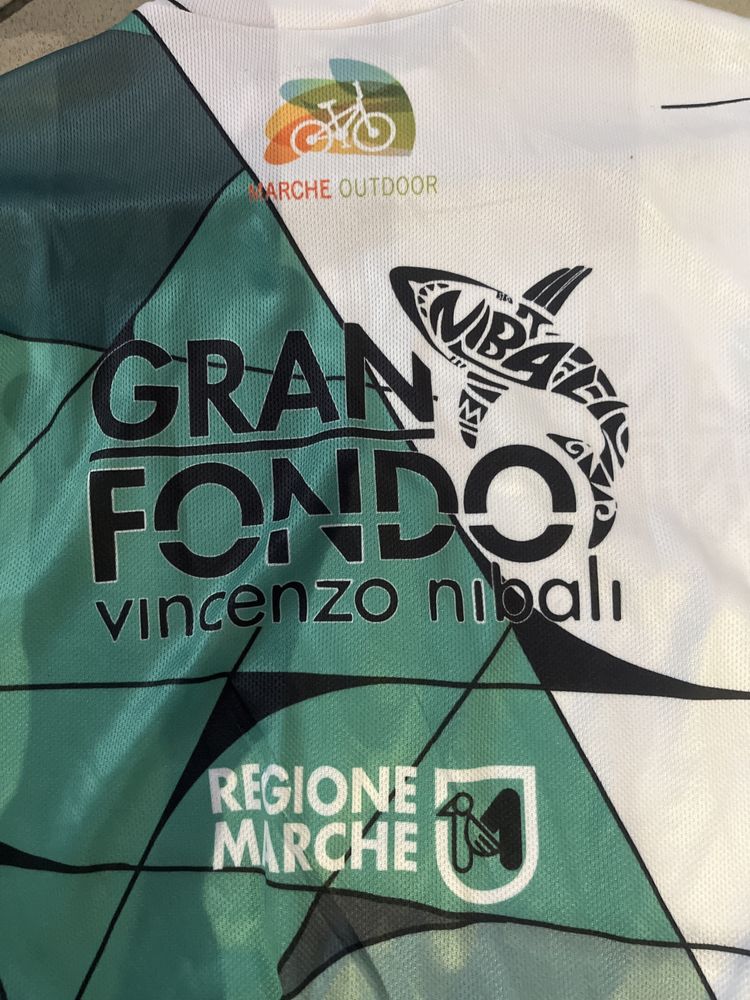 MARCHE OUTDOOR
NIBALI
GRAN
FONDO
vincenzo nibali
REGIONE
MARCHE